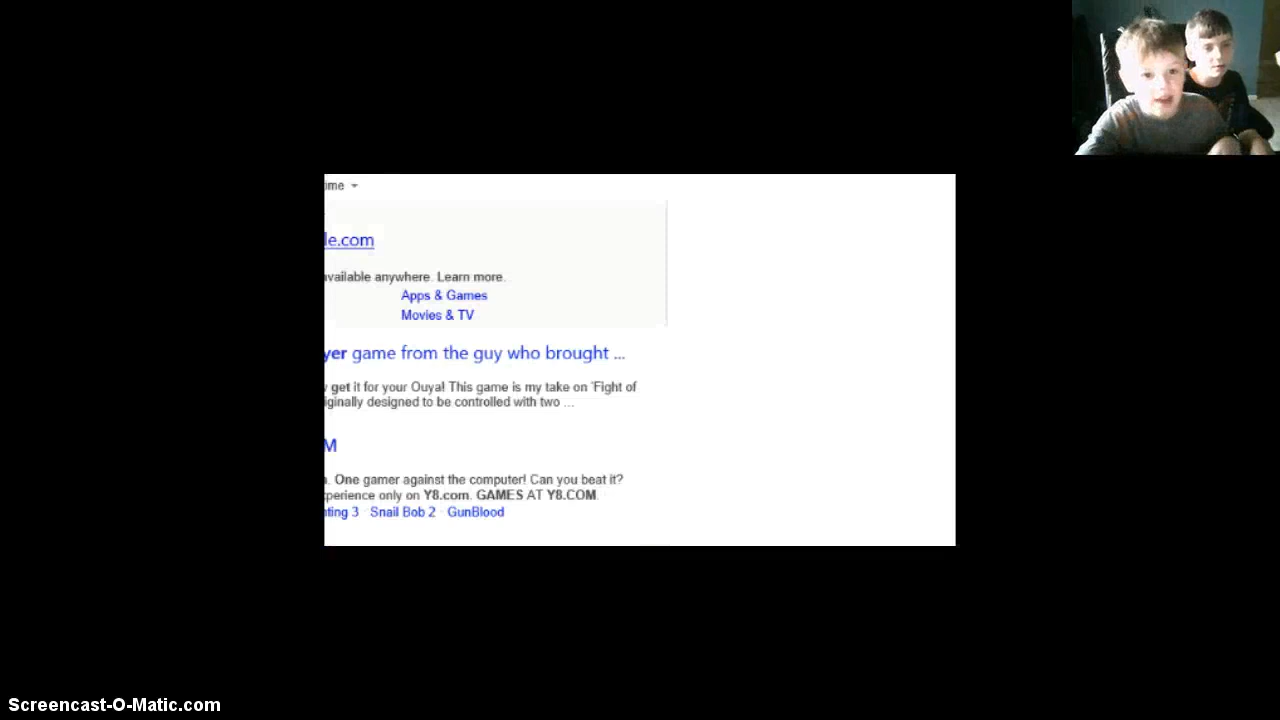 le.com
available anywhere. Learn more.
Apps & Games
Movies & TV
yer game from the guy who brought ...
get it for your Ouya! This game is my take on 'Fight of
iginally designed to be controlled with two ...
M
. One gamer against the computer! Can you beat it?
xperience only on Y8.com. GAMES AT Y8.COM.
nting 3 · Snail Bob 2 · GunBlood
Screencast-O-Matic.com